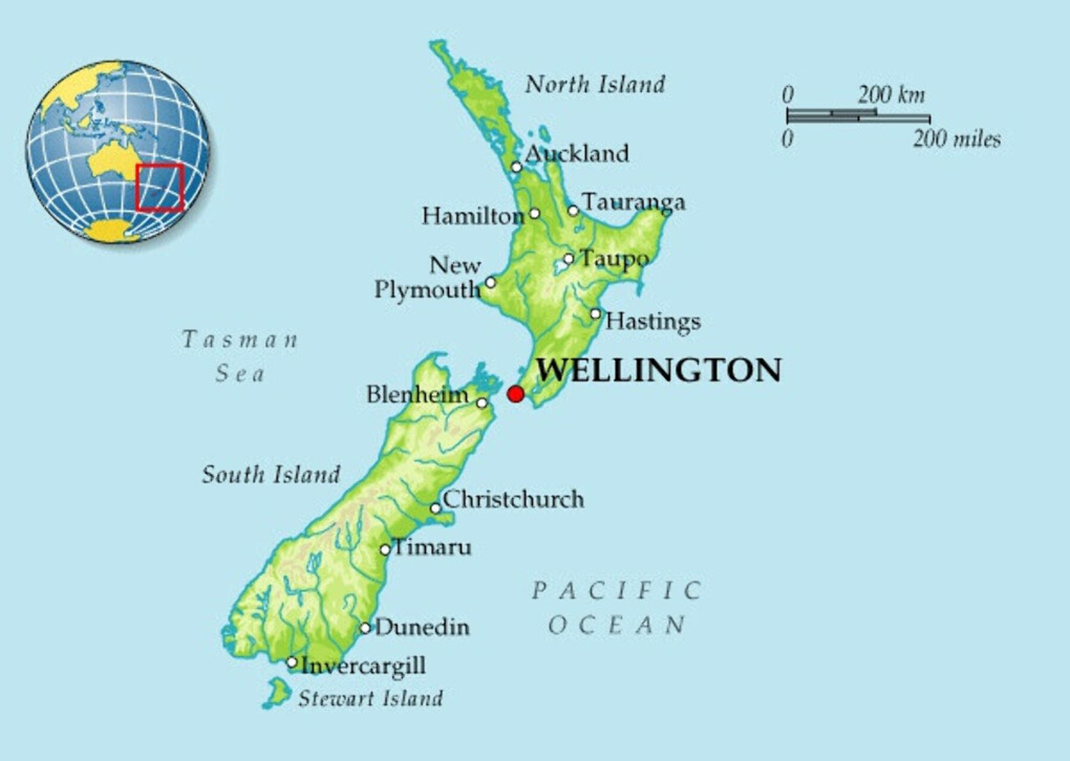 North Island
0 200 km
0 200 miles
Auckland
Tauranga
Hamilton
Taupo
New
Plymouth
Hastings
Tasman
Sea
WELLINGTON
Blenheim
South Island
Christchurch
Timaru
PACIFIC
OCEAN
Dunedin
Invercargill
Stewart Island